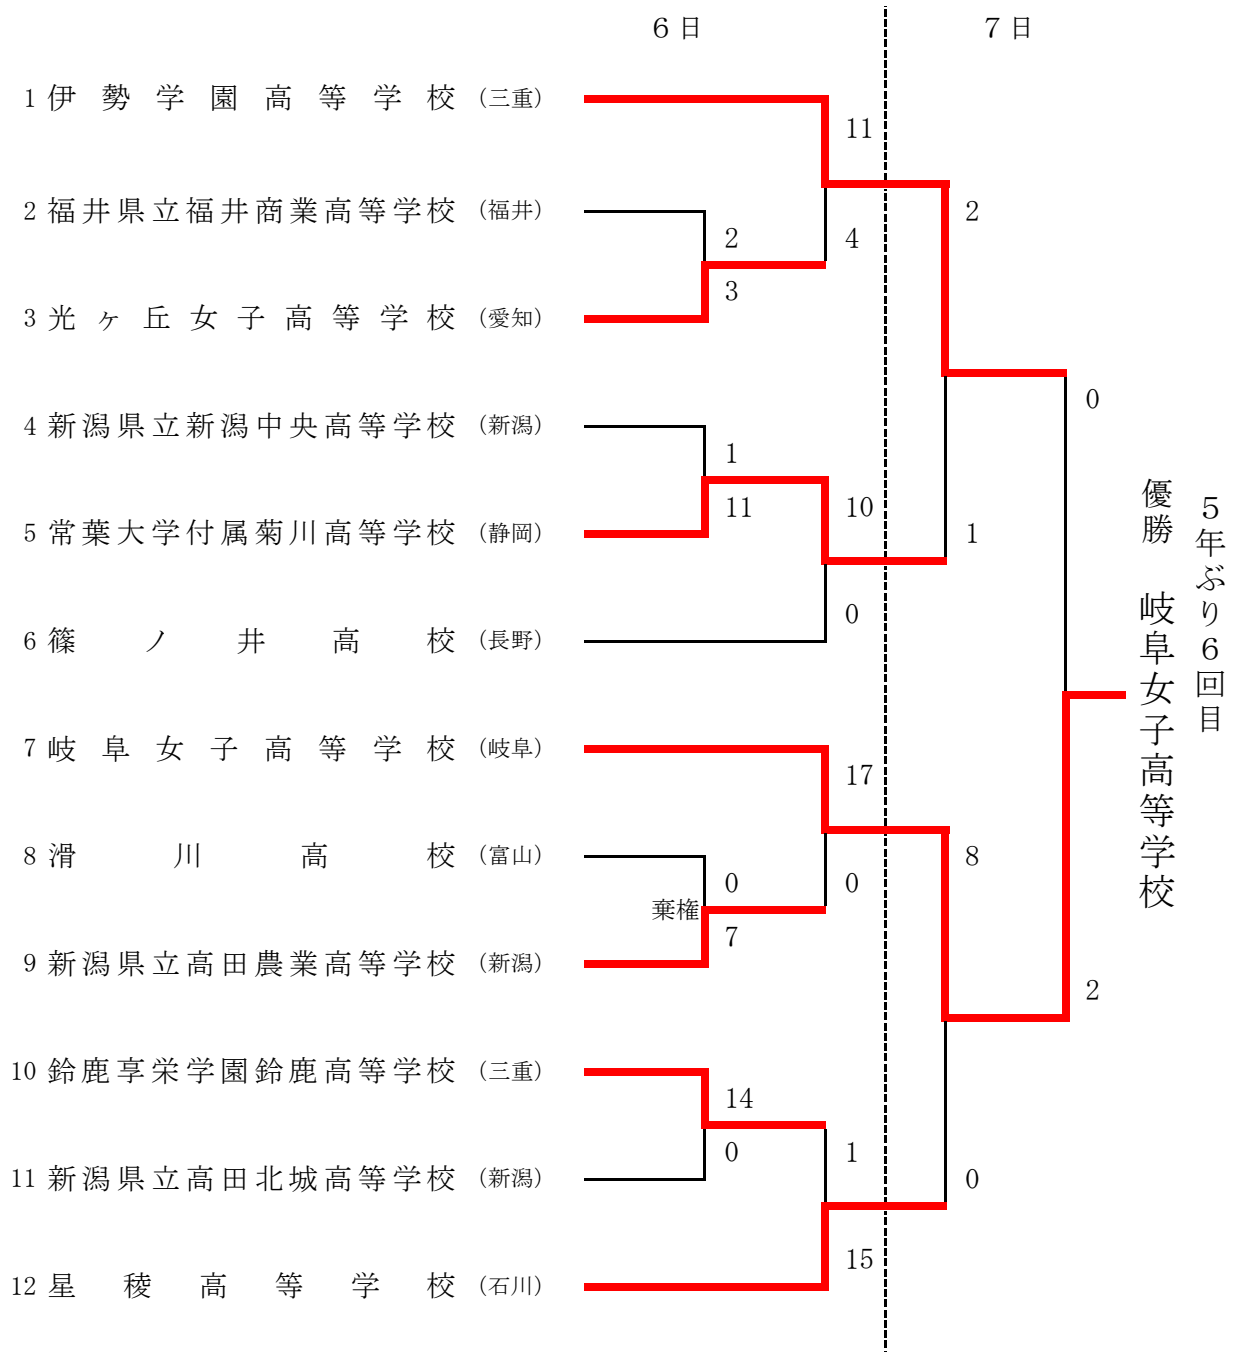 ６日
７日
1 伊勢学園高等学校 （三重）
11
2 福井県立福井商業高等学校 （福井）
2
2
4
3
3 光ヶ丘女子高等学校 （愛知）
0
4 新潟県立新潟中央高等学校 （新潟）
1
11
10
5 常葉大学付属菊川高等学校 （静岡）
1
0
6 篠ノ井高校 （長野）
優勝　岐阜女子高等学校
５年ぶり６回目
7 岐阜女子高等学校 （岐阜）
17
8 滑川高校 （富山）
8
0
0
棄権
7
9 新潟県立高田農業高等学校 （新潟）
2
10 鈴鹿享栄学園鈴鹿高等学校 （三重）
14
0
1
11 新潟県立高田北城高等学校 （新潟）
0
15
12 星稜高等学校 （石川）